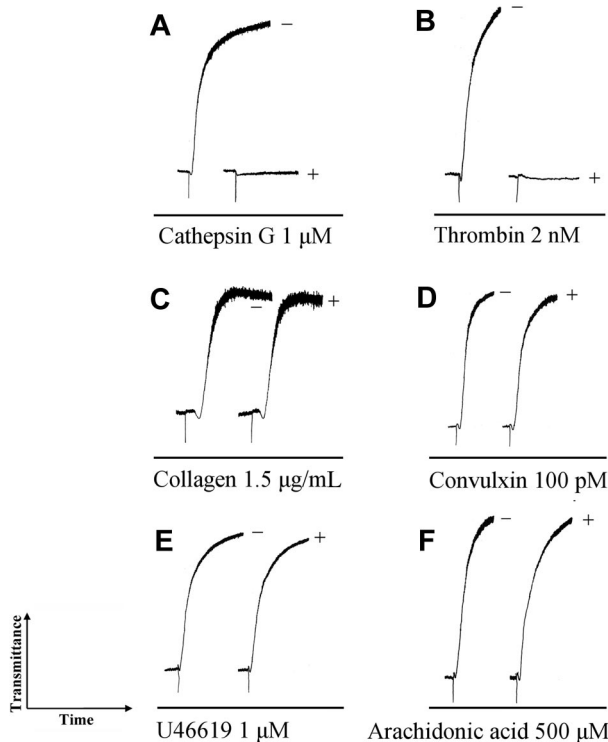 A
−
+
Cathepsin G 1 μM
B
−
+
Thrombin 2 nM
C
−
+
Collagen 1.5 μg/mL
D
−
+
Convulxin 100 pM
E
−
+
U46619 1 μM
F
−
+
Arachidonic acid 500 μM
Transmittance
Time